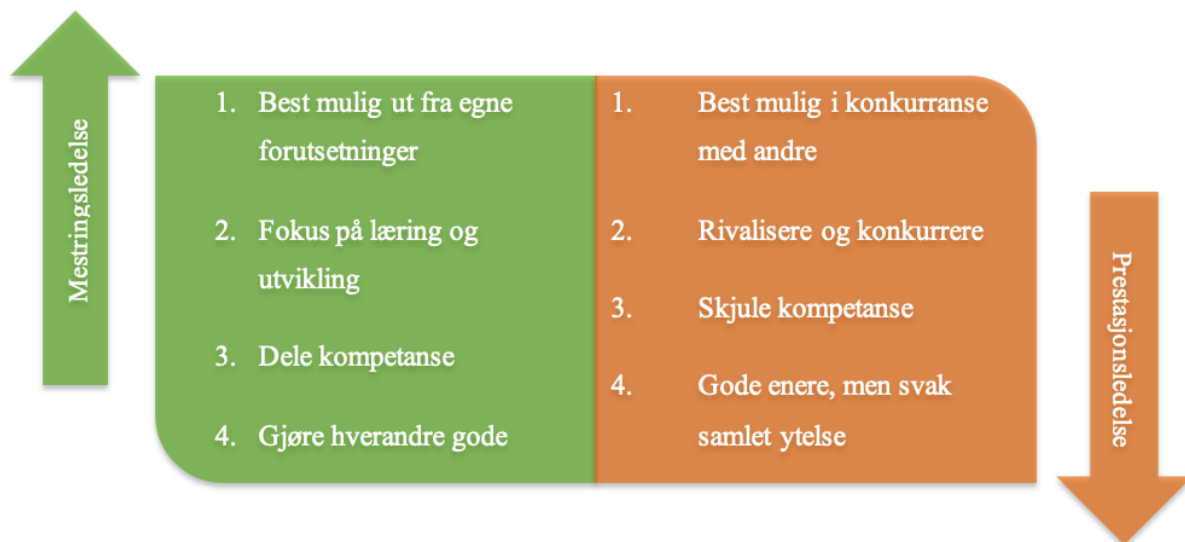 Mestringsledelse
1. Best mulig ut fra egne
forutsetninger
2. Fokus på læring og
utvikling
3. Dele kompetanse
4. Gjøre hverandre gode
1. Best mulig i konkurranse
med andre
2. Rivalisere og konkurrere
3. Skjule kompetanse
4. Gode enere, men svak
samlet ytelse
Prestasjonsledelse